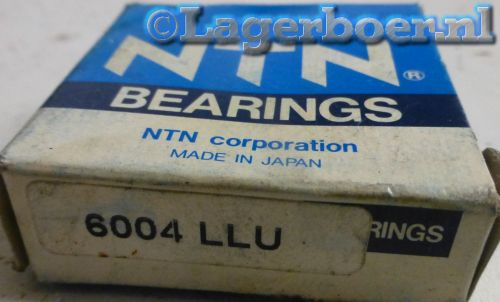 ©Lagerboer.nl
NTN®
BEARINGS
NTN corporation
MADE IN JAPAN
6004 LLU
RINGS